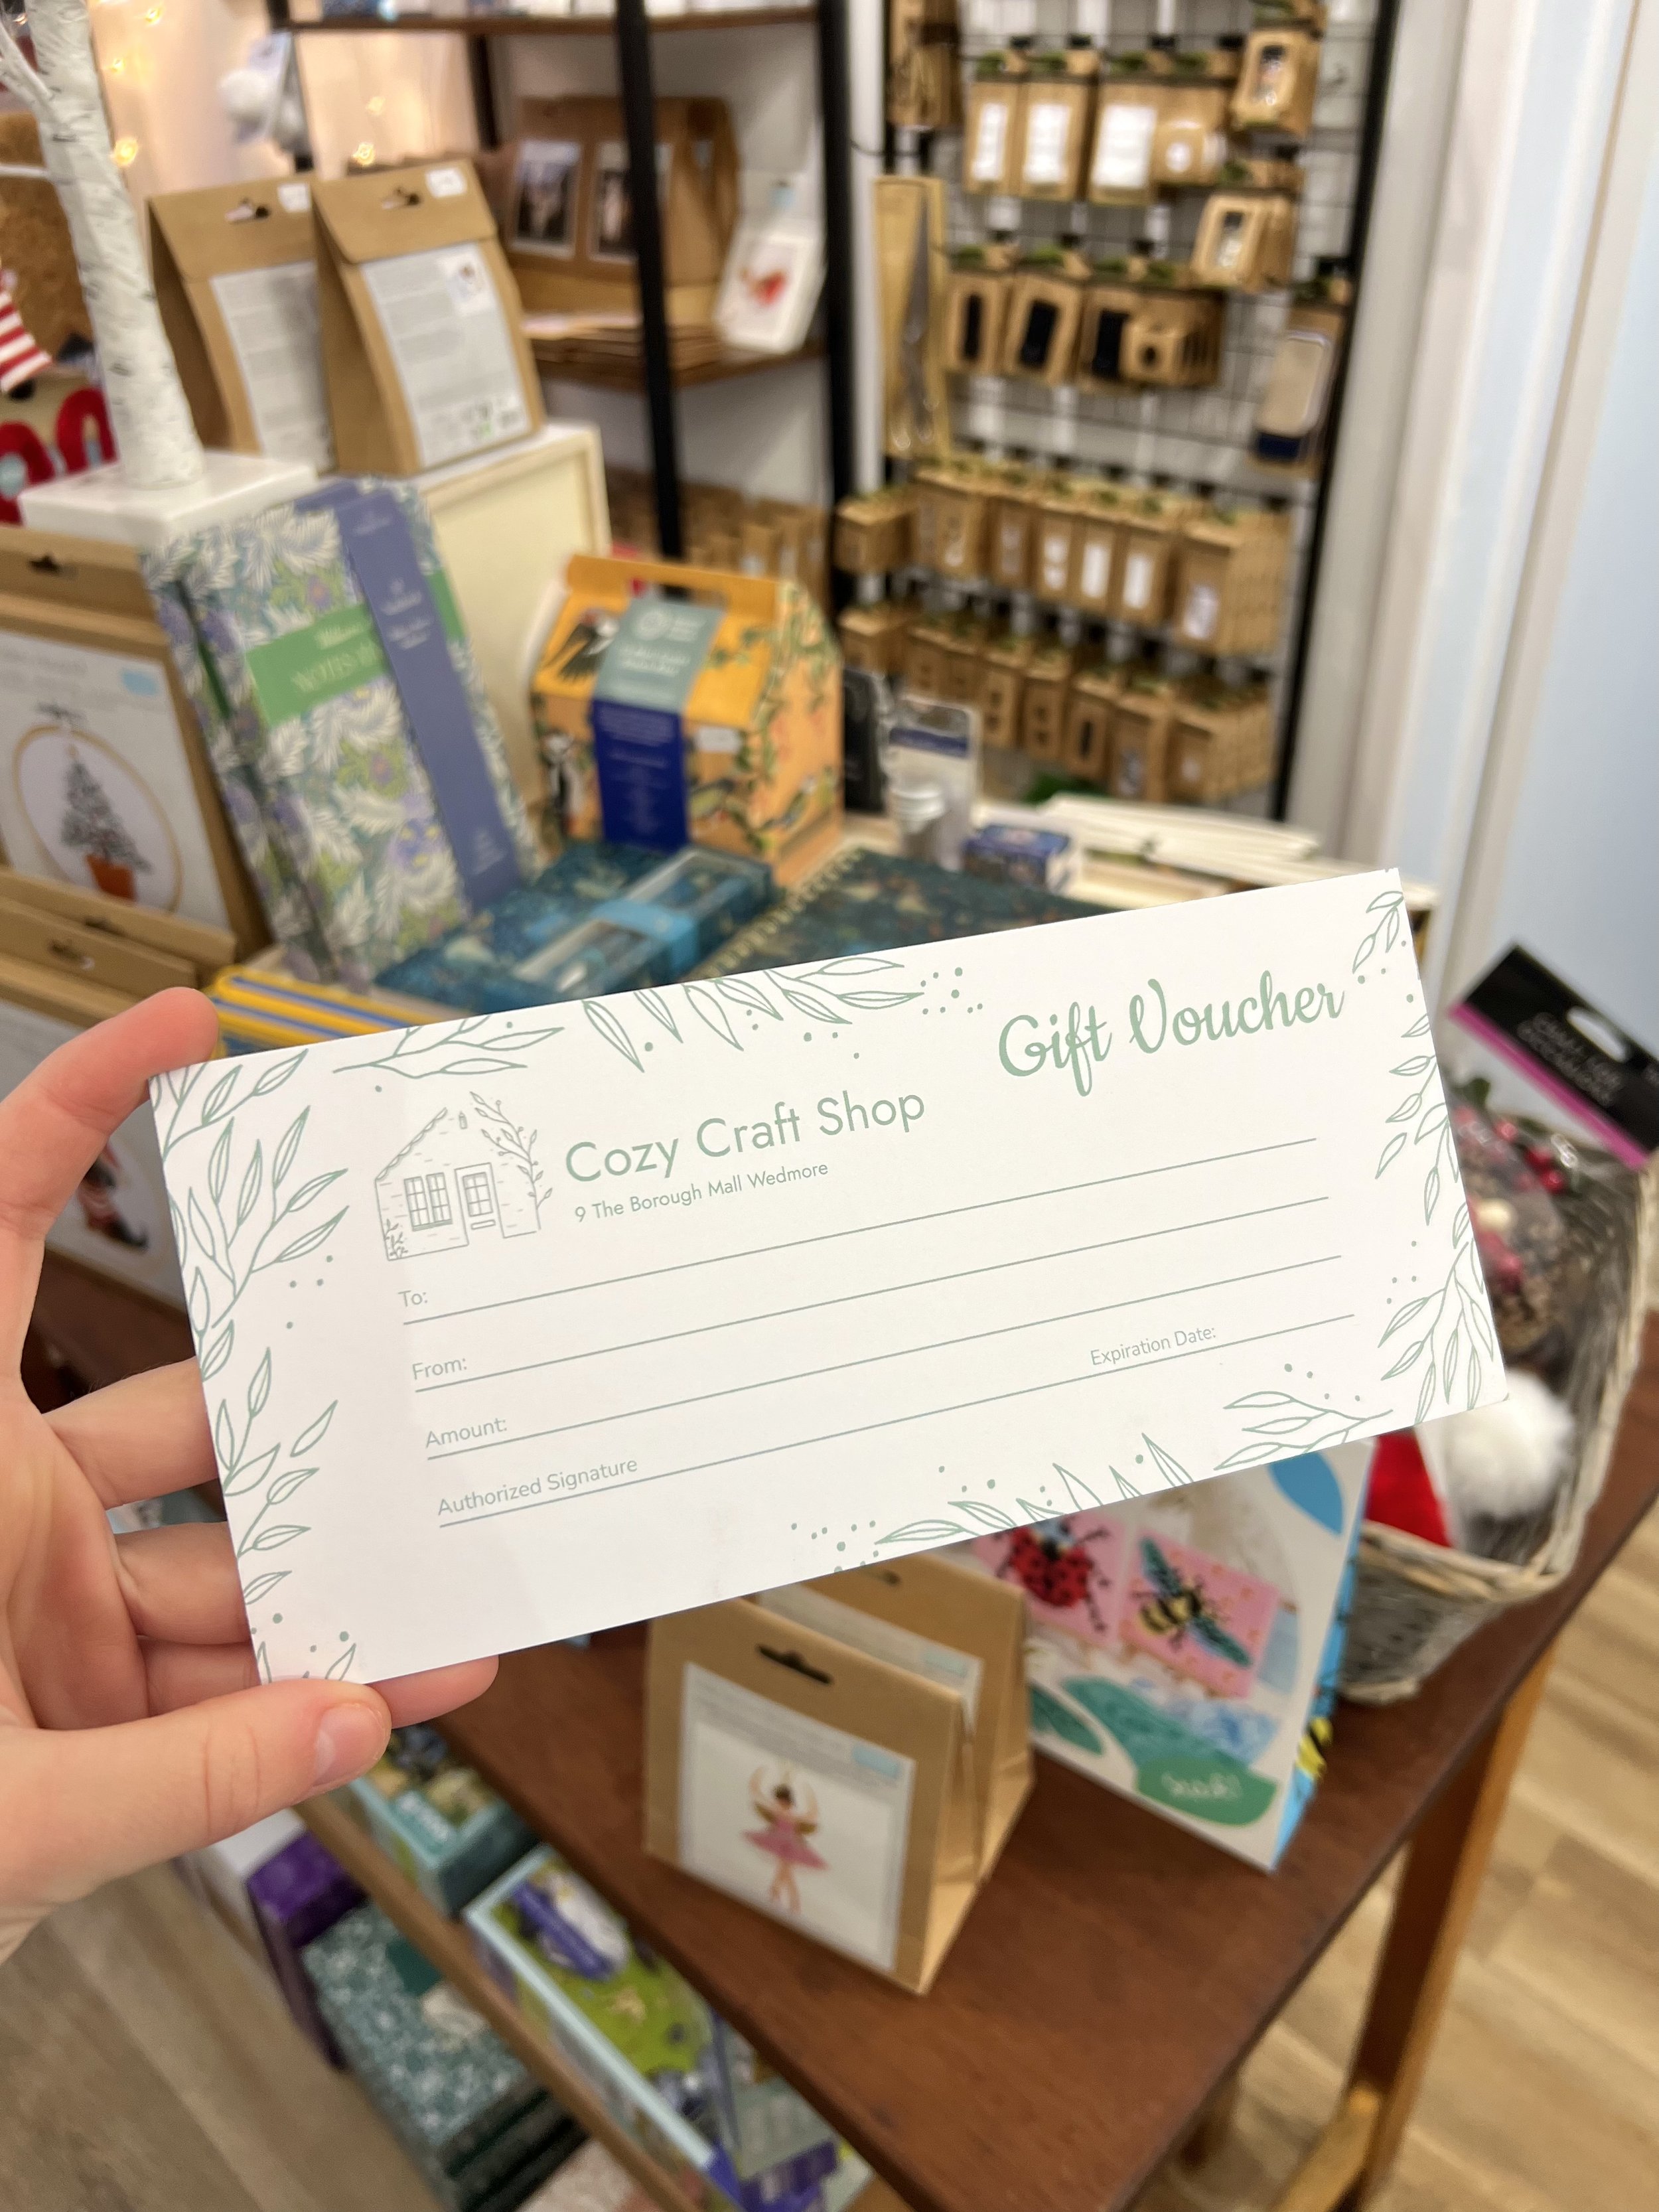 Gift Voucher
Cozy Craft Shop
9 The Borough Mall Wedmore
To:
From:
Amount:
Expiration Date:
Authorized Signature